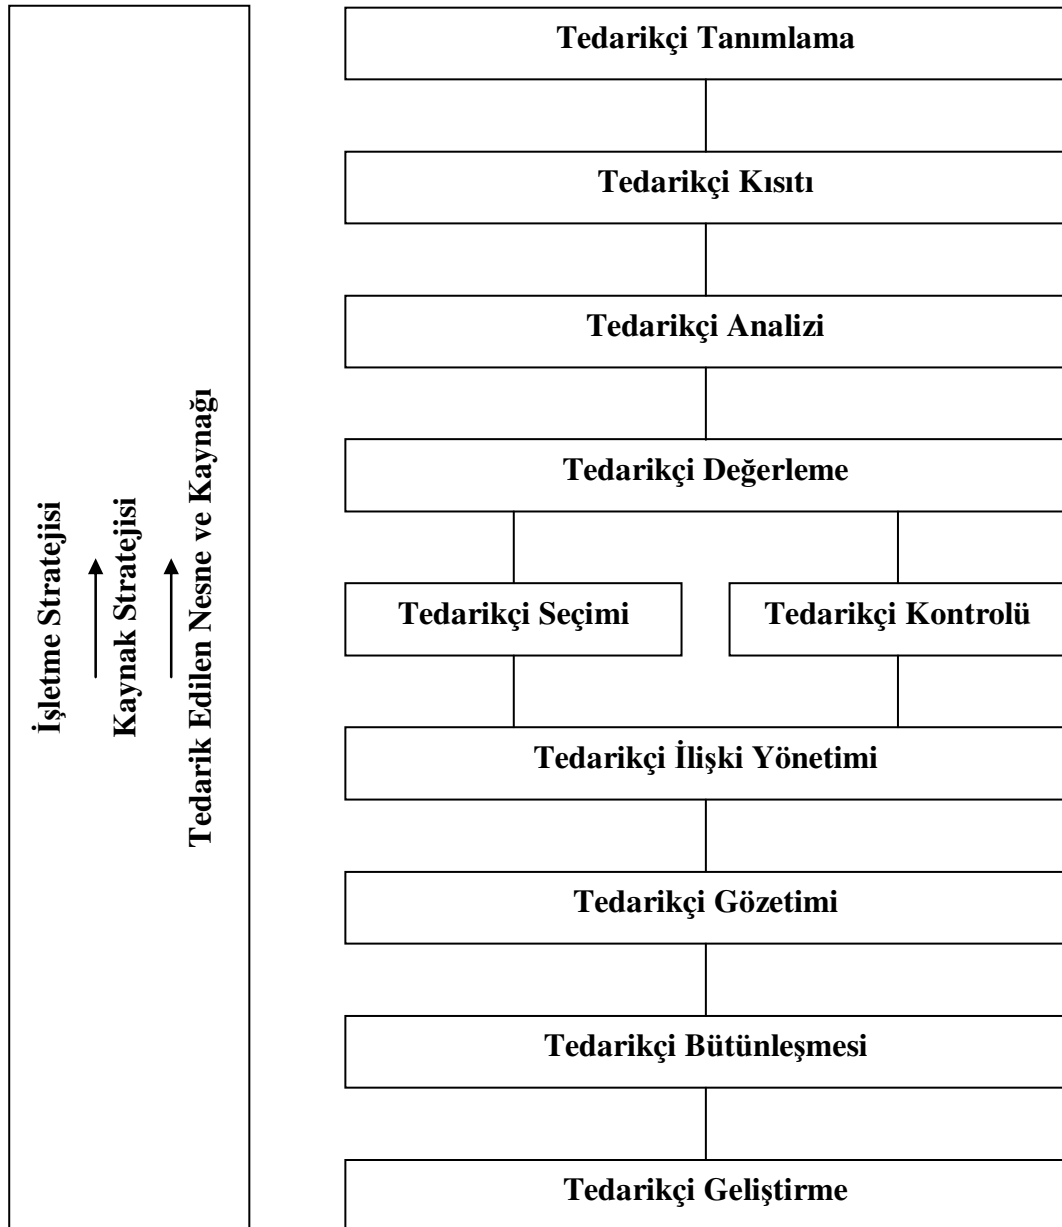 İşletme Stratejisi
Kaynak Stratejisi
Tedarik Edilen Nesne ve Kaynağı
Tedarikçi Tanımlama
Tedarikçi Kısıtı
Tedarikçi Analizi
Tedarikçi Değerleme
Tedarikçi Seçimi
Tedarikçi Kontrolü
Tedarikçi İlişki Yönetimi
Tedarikçi Gözetimi
Tedarikçi Bütünleşmesi
Tedarikçi Geliştirme